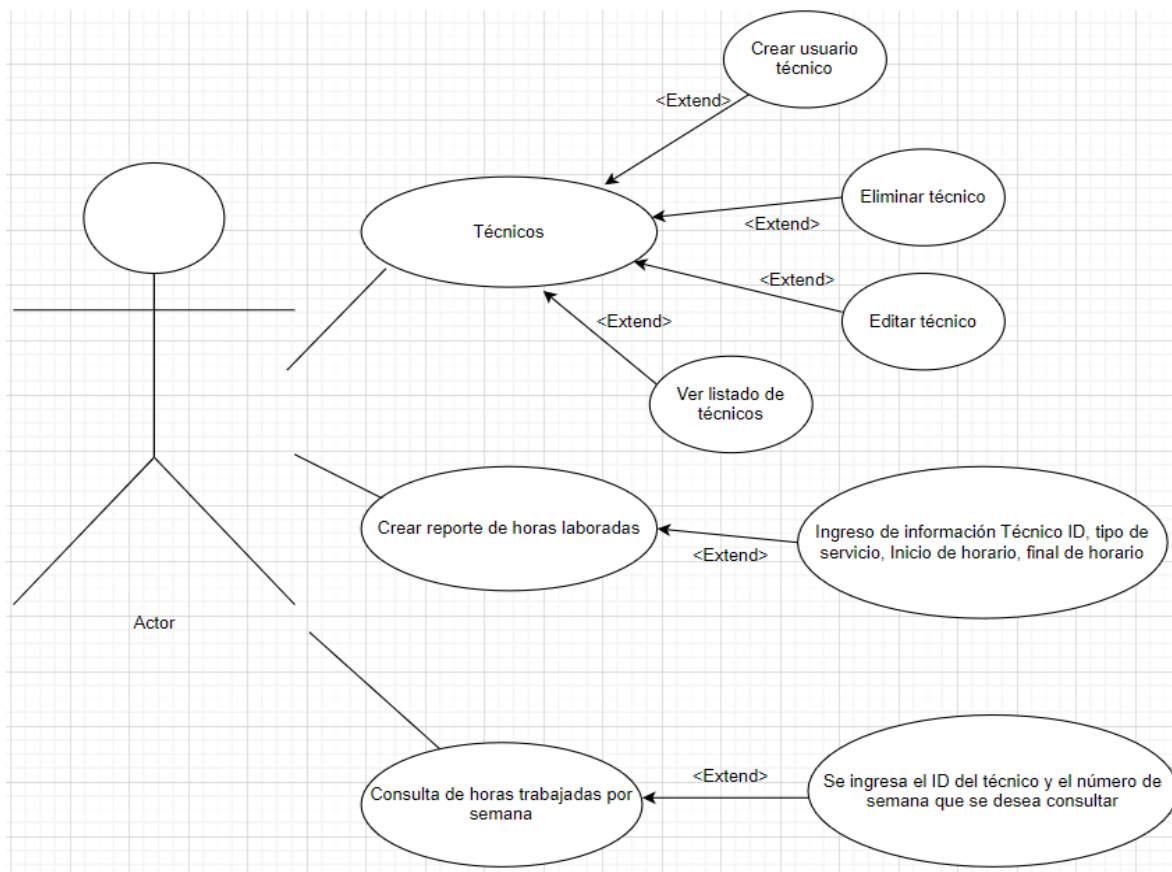 Crear usuario
técnico
<Extend>
Técnicos
Eliminar técnico
<Extend>
<Extend>
Editar técnico
<Extend>
Ver listado de
técnicos
Crear reporte de horas laboradas
<Extend>
Ingreso de información Técnico ID, tipo de
servicio, Inicio de horario, final de horario
Actor
Consulta de horas trabajadas por
semana
<Extend>
Se ingresa el ID del técnico y el número de
semana que se desea consultar